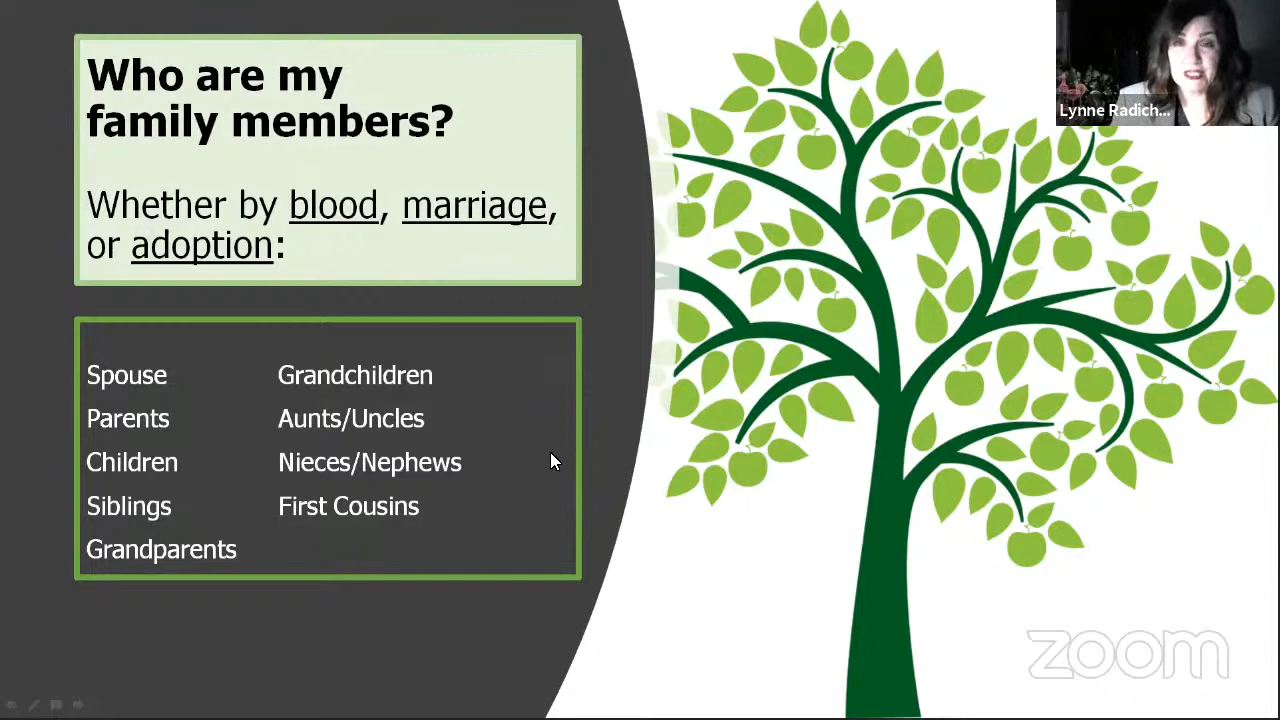 Who are my
family members?
Whether by blood, marriage,
or adoption:
Spouse
Parents
Children
Siblings
Grandparents
Grandchildren
Aunts/Uncles
Nieces/Nephews
First Cousins
Lynne Radich...
zoom